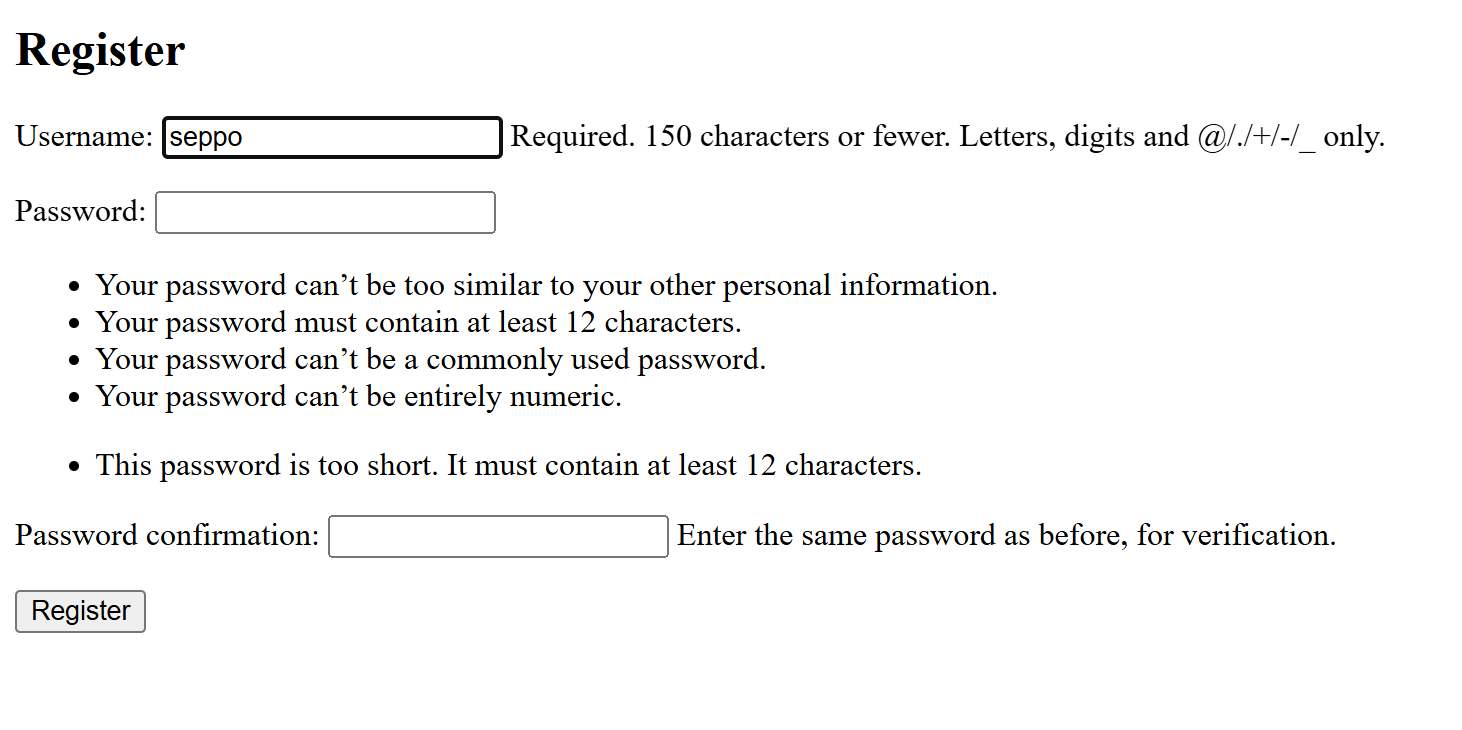 Register
Username: seppo Required. 150 characters or fewer. Letters, digits and @/./+/-/_ only.
Password:
• Your password can’t be too similar to your other personal information.
• Your password must contain at least 12 characters.
• Your password can’t be a commonly used password.
• Your password can’t be entirely numeric.
• This password is too short. It must contain at least 12 characters.
Password confirmation: Enter the same password as before, for verification.
Register